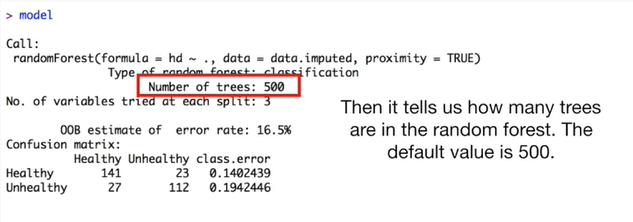 > model
Call:
randomForest(formula = hd ~ ., data = data.imputed, proximity = TRUE)
Type of random forest: classification
Number of trees: 500
No. of variables tried at each split: 3
OOB estimate of  error rate: 16.5%
Confusion matrix:
Healthy Unhealthy class.error
Healthy 141 23 0.1402439
Unhealthy 27 112 0.1942446
Then it tells us how many trees
are in the random forest. The
default value is 500.